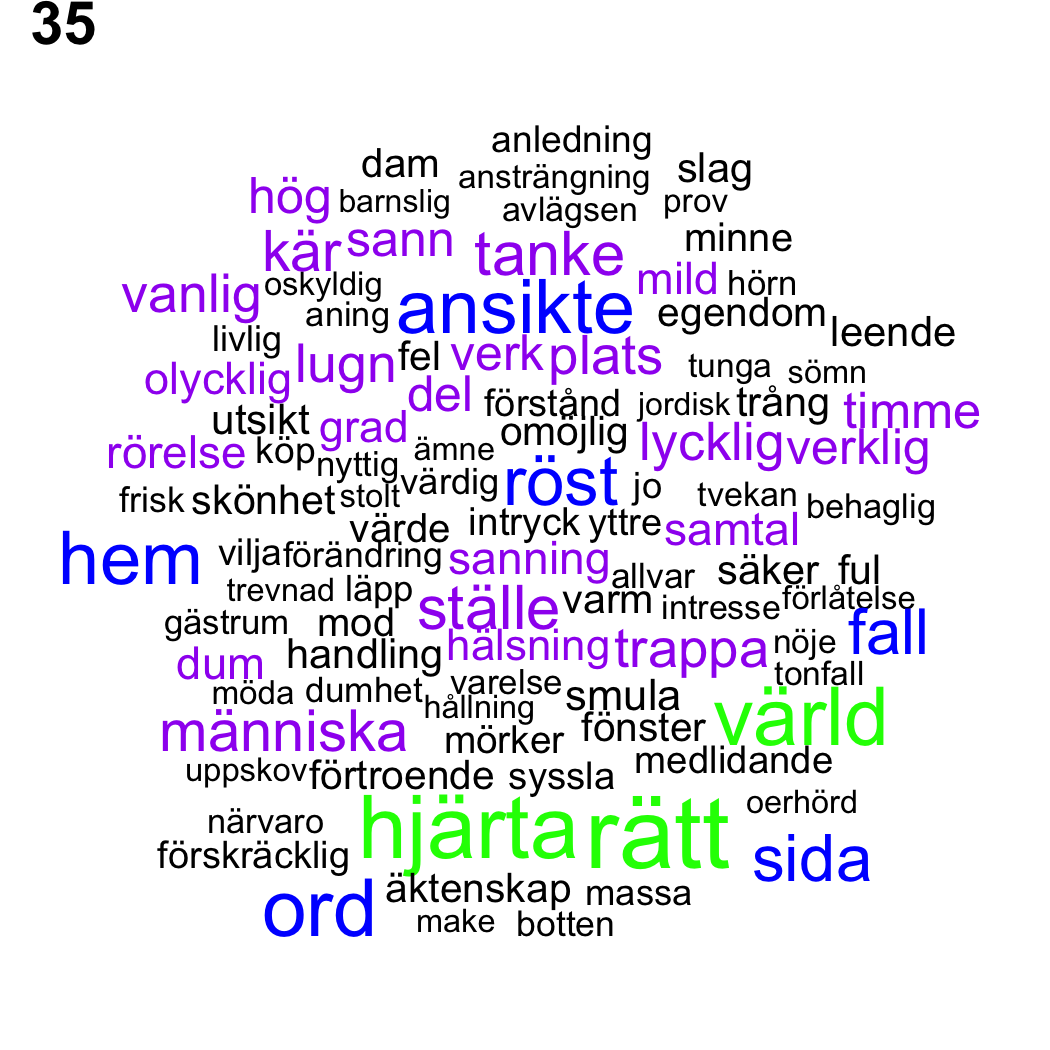 35
anledning
dam ansträngning slag
hög barnslig avlägsen prov
kär sann tanke minne
vanlig oskyldig mild hörn
aning ansikte egendom leende
livlig lugn fel verk plats tunga sömn
olycklig del förstånd jordisk trång timme
utsikt grad omöjlig lycklig verklig
rörelse köp nyttig ämne
frisk skönhet stolt värdig röst jo tvekan behaglig
värde intryck yttre samtal
hem vilja förändring sanning allvar säker ful
trevnad läpp ställe varm intresse förlåtelse
gästrum mod hälsning trappa nöje fall
dum handling tonfall
möda dumhet hållning varelse smula värld
människa mörker fönster
uppskov förtroende syssla medlidande
närvaro hjärta rätt oerhörd
förskräcklig sida
ord äktenskap massa
make botten